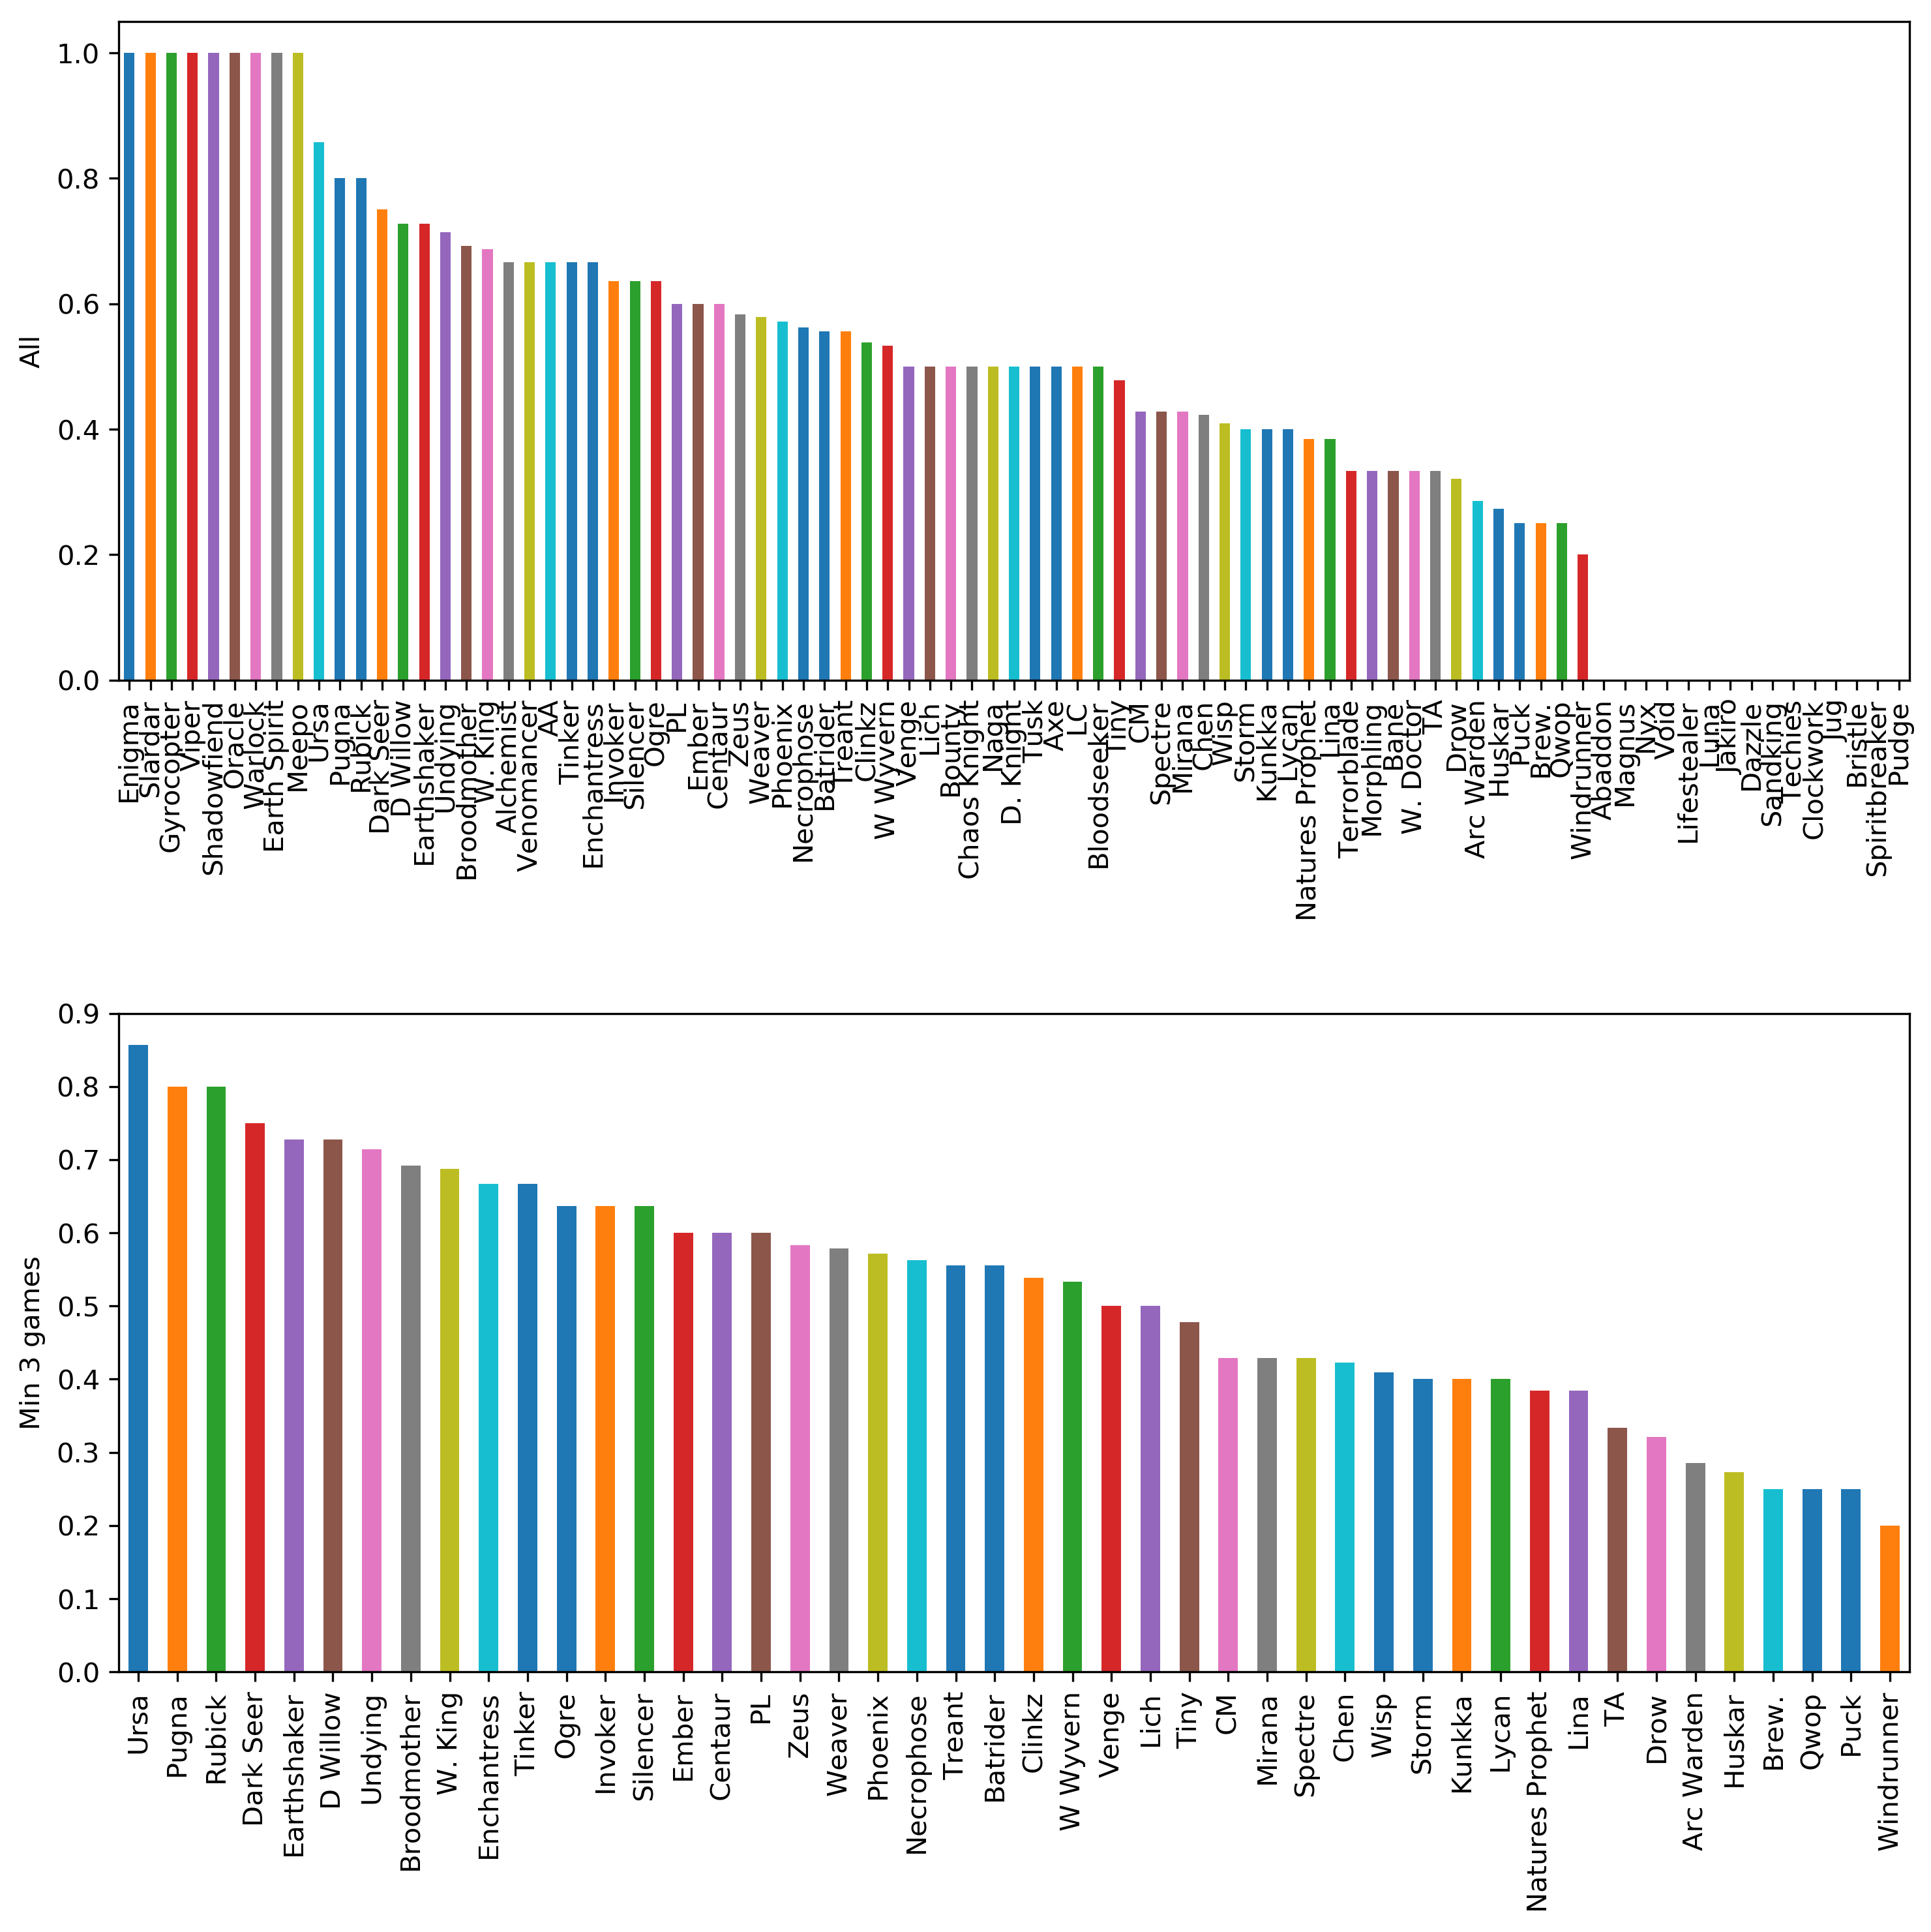 All
1.0
0.8
0.6
0.4
0.2
0.0
Enigma
Slardar
Gyrocopter
Viper
Shadowfiend
Oracle
Warlock
Earth Spirit
Meepo
Ursa
Pugna
Rubick
Dark Seer
D Willow
Earthshaker
Undying
Broodmother
W. King
Alchemist
Venomancer
AA
Tinker
Enchantress
Invoker
Silencer
Ogre
PL
Ember
Centaur
Zeus
Weaver
Phoenix
Necrophose
Batrider
Treant
Clinkz
W Wyvern
Venge
Lich
Bounty
Chaos Knight
Naga
D. Knight
Tusk
Axe
LC
Bloodseeker
Tiny
CM
Spectre
Mirana
Chen
Wisp
Storm
Kunkka
Lycan
Natures Prophet
Lina
Terrorblade
Morphling
Bane
W. Doctor
TA
Drow
Arc Warden
Huskar
Puck
Brew.
Qwop
Windrunner
Abaddon
Magnus
Nyx
Void
Lifestealer
Luna
Jakiro
Dazzle
Sandking
Techies
Clockwork
Jug
Bristle
Spiritbreaker
Pudge
Min 3 games
0.9
0.8
0.7
0.6
0.5
0.4
0.3
0.2
0.1
0.0
Ursa
Pugna
Rubick
Dark Seer
Earthshaker
D Willow
Undying
Broodmother
W. King
Enchantress
Tinker
Ogre
Invoker
Silencer
Ember
Centaur
PL
Zeus
Weaver
Phoenix
Necrophose
Treant
Batrider
Clinkz
W Wyvern
Venge
Lich
Tiny
CM
Mirana
Spectre
Chen
Wisp
Storm
Kunkka
Lycan
Natures Prophet
Lina
TA
Drow
Arc Warden
Huskar
Brew.
Qwop
Puck
Windrunner